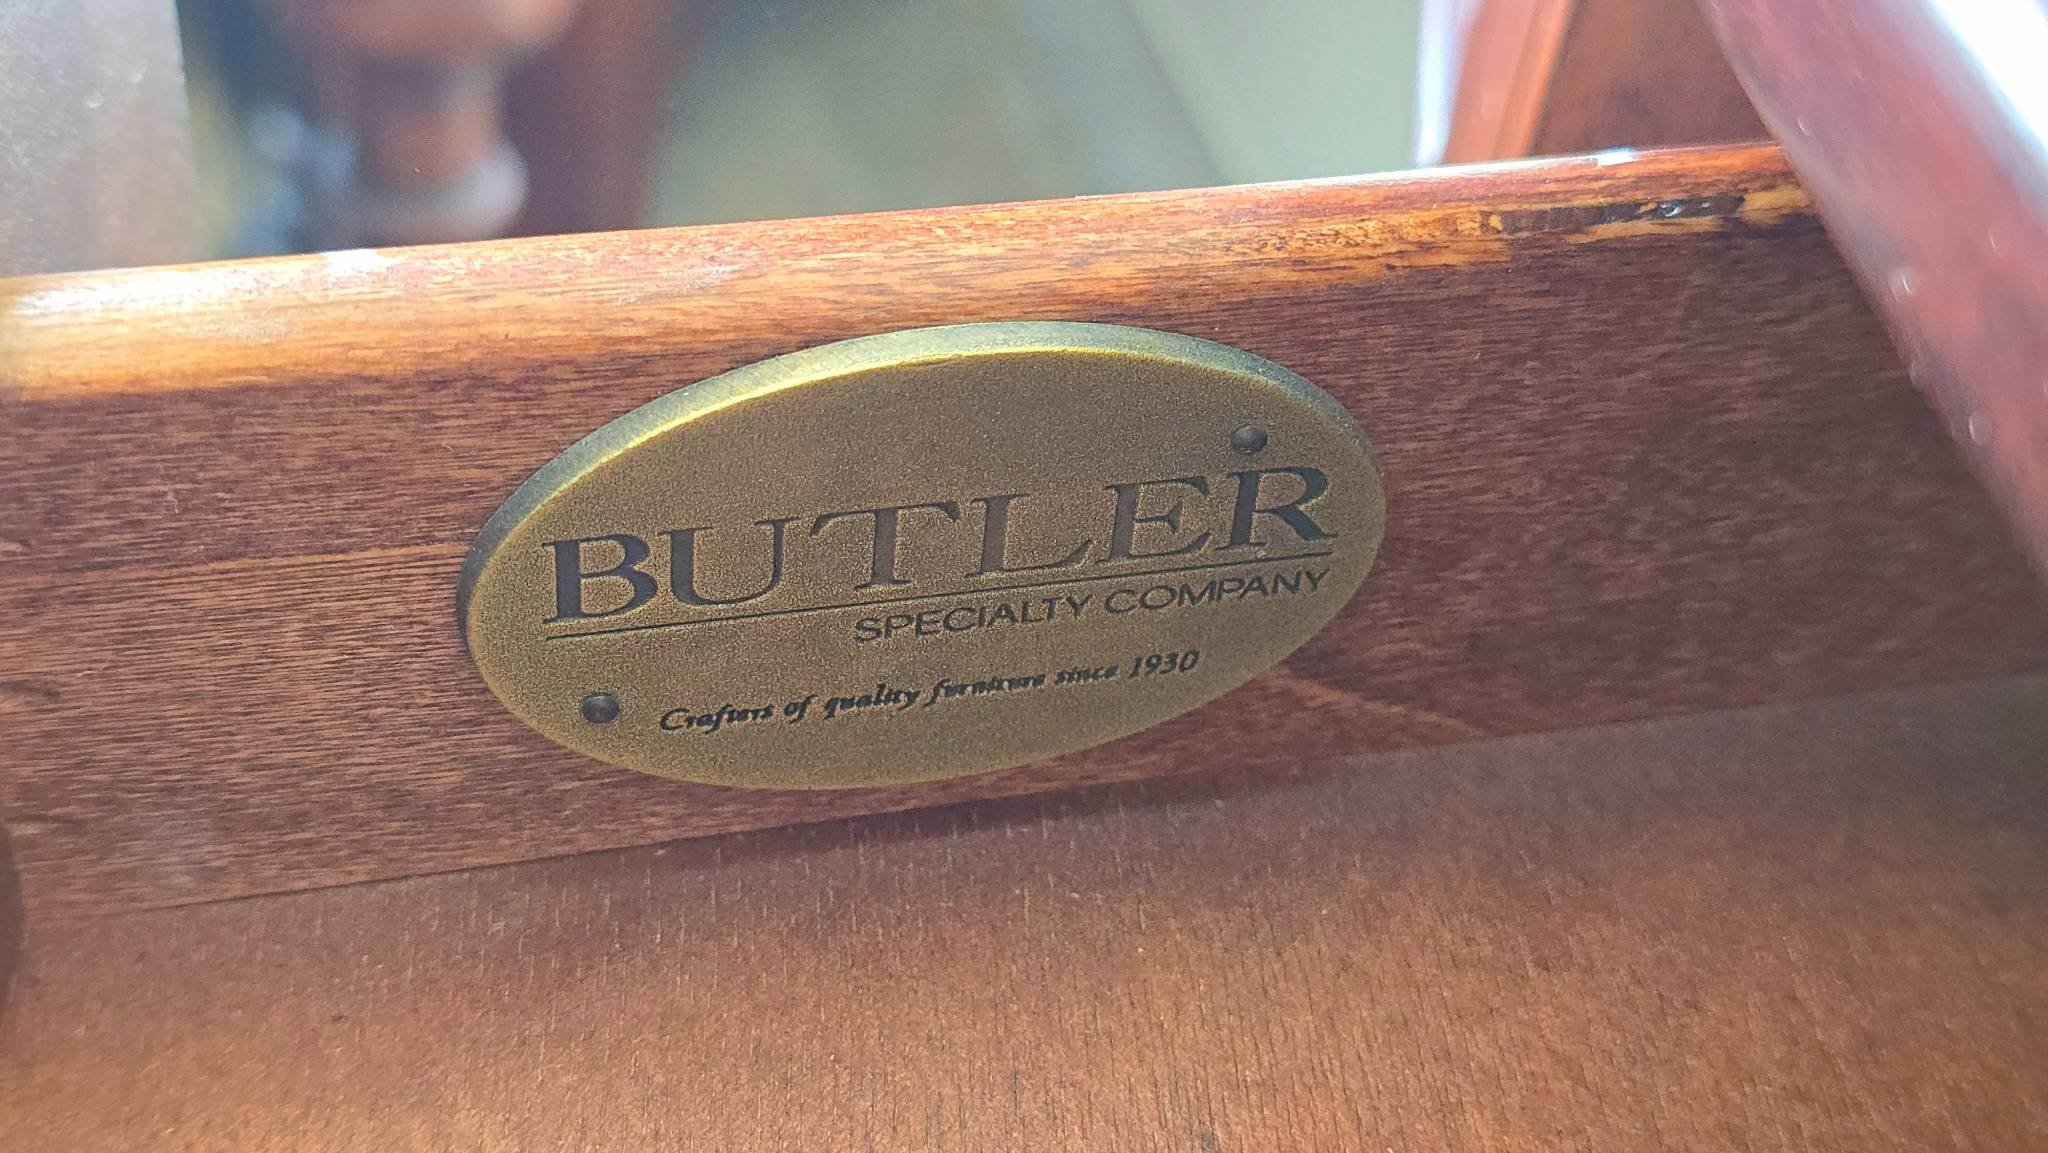 BUTLER
SPECIALTY COMPANY
Crafters of quality furniture since 1930